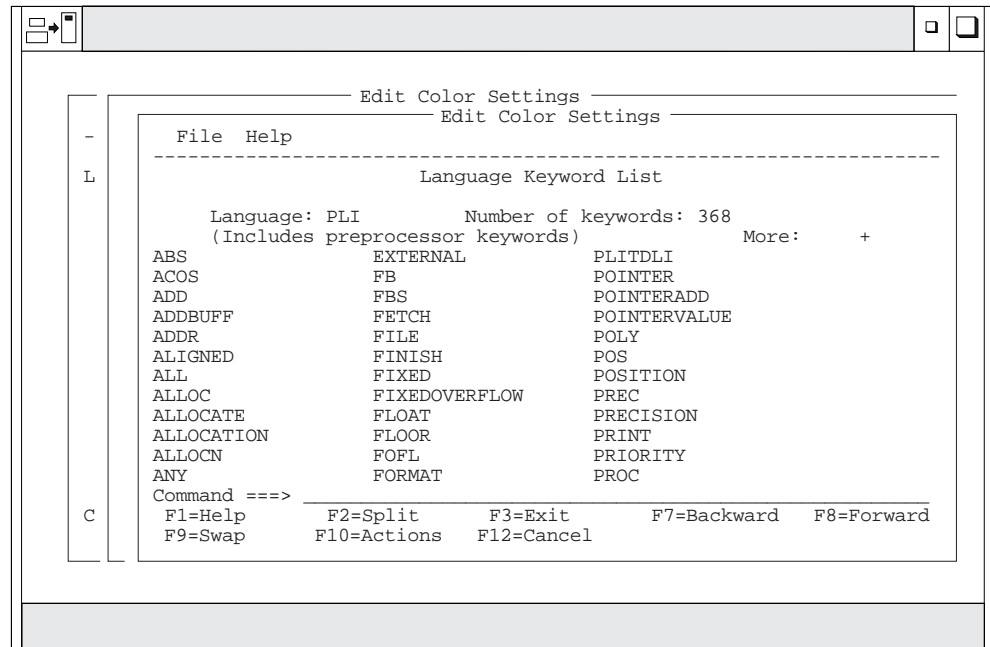 Edit Color Settings
Edit Color Settings
- File Help
-------------------------------------------------------------------------
L Language Keyword List
Language: PLI Number of keywords: 368
(Includes preprocessor keywords) More: +
ABS EXTERNAL PLITDLI
ACOS FB POINTER
ADD FBS POINTERADD
ADDBUFF FETCH POINTERVALUE
ADDR FILE POLY
ALIGNED FINISH POS
ALL FIXED POSITION
ALLOC FIXEDOVERFLOW PREC
ALLOCATE FLOAT PRECISION
ALLOCATION FLOOR PRINT
ALLOCN FOFL PRIORITY
ANY FORMAT PROC
Command ===>
C F1=Help F2=Split F3=Exit F7=Backward F8=Forward
F9=Swap F10=Actions F12=Cancel